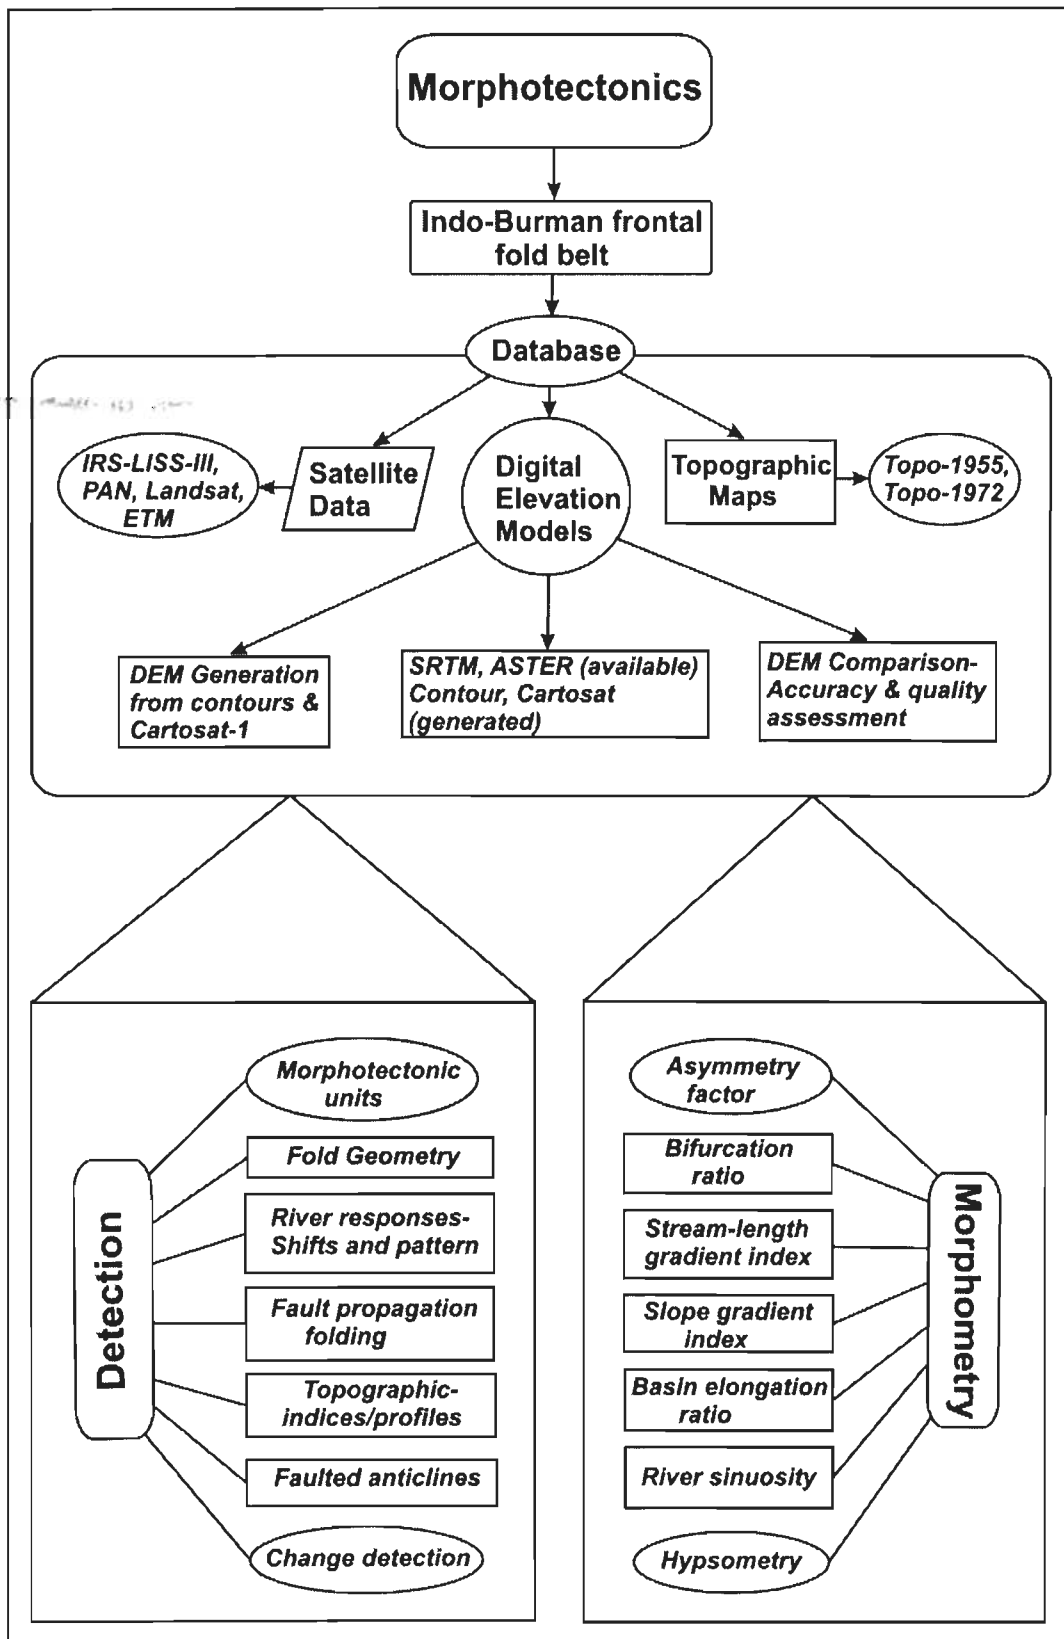 Morphotectonics
Indo-Burman frontal
fold belt
Database
IRS-LISS-III,
PAN, Landsat,
ETM
Satellite
Data
Digital
Elevation
Models
Topographic
Maps
Topo-1955,
Topo-1972
DEM Generation
from contours &
Cartosat-1
SRTM, ASTER (available)
Contour, Cartosat
(generated)
DEM Comparison-
Accuracy & quality
assessment
Detection
Morphotectonic
units
Fold Geometry
River responses-
Shifts and pattern
Fault propagation
folding
Topographic-
indices/profiles
Faulted anticlines
Change detection
Asymmetry
factor
Bifurcation
ratio
Stream-length
gradient index
Slope gradient
index
Basin elongation
ratio
River sinuosity
Hypsometry
Morphometry